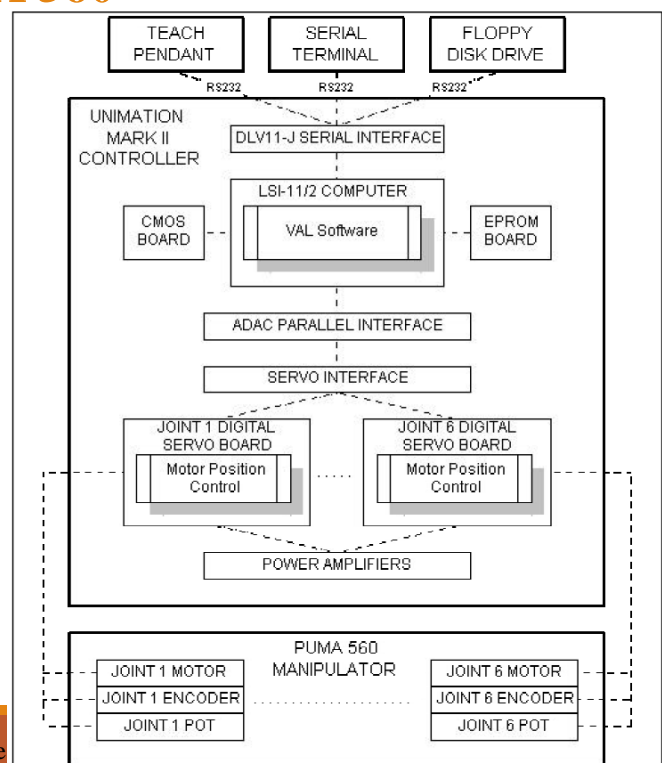 TEACH
PENDANT
SERIAL
TERMINAL
FLOPPY
DISK DRIVE
RS232
RS232
RS232
UNIMATION
MARK II
CONTROLLER
DLV11-J SERIAL INTERFACE
LSI-11/2 COMPUTER
CMOS
BOARD
VAL Software
EPROM
BOARD
ADAC PARALLEL INTERFACE
SERVO INTERFACE
JOINT 1 DIGITAL
SERVO BOARD
Motor Position
Control
JOINT 6 DIGITAL
SERVO BOARD
Motor Position
Control
POWER AMPLIFIERS
PUMA 560
MANIPULATOR
JOINT 1 MOTOR
JOINT 1 ENCODER
JOINT 1 POT
JOINT 6 MOTOR
JOINT 6 ENCODER
JOINT 6 POT